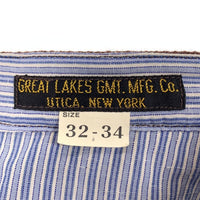 GREAT LAKES GMT. MFG. Co.
UTICA, NEW YORK
SIZE
32-34